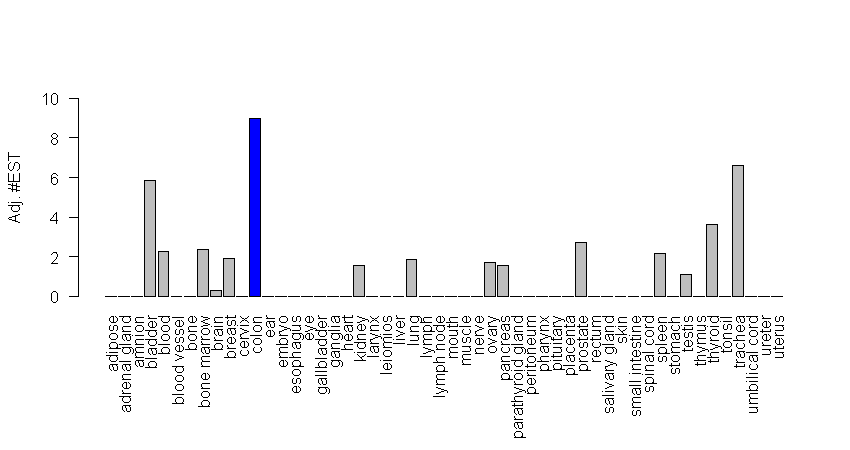 Adj. #EST
10
8
6
4
2
0
adipose
adrenal gland
amnion
bladder
blood
blood vessel
bone
bone marrow
brain
breast
cervix
colon
ear
embryo
esophagus
eye
gallbladder
ganglia
heart
kidney
larynx
leiomios
liver
lung
lymph
lymph node
mouth
muscle
nerve
ovary
pancreas
parathyroid gland
peritoneum
pharynx
pituitary
placenta
prostate
rectum
salivary gland
skin
small intestine
spinal cord
spleen
stomach
testis
thymus
thyroid
tonsil
trachea
umbilical cord
ureter
uterus